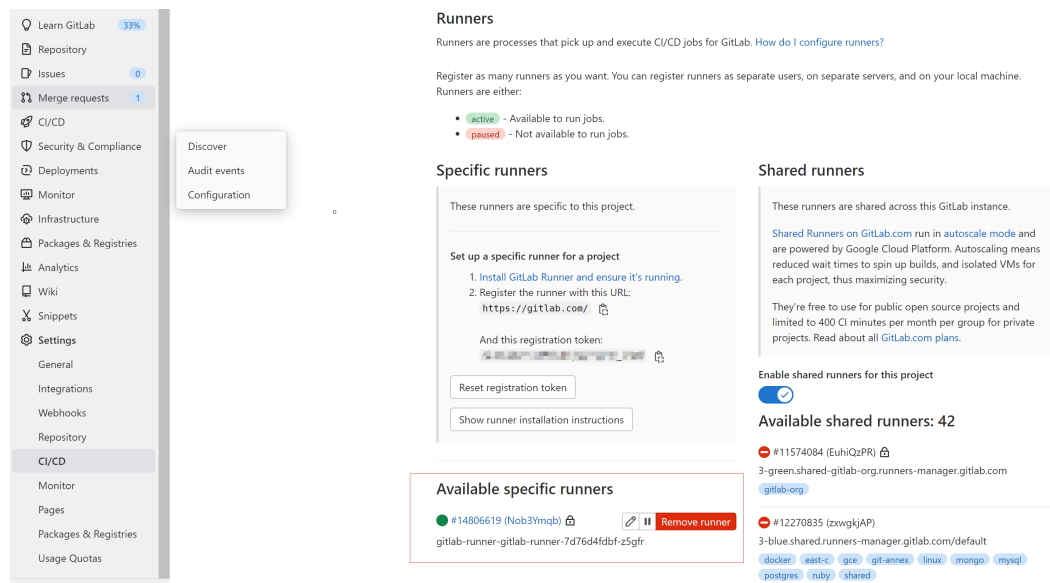 Learn GitLab 33%
Repository
Issues 0
Merge requests 1
CI/CD
Security & Compliance
Deployments
Monitor
Infrastructure
Packages & Registries
Analytics
Wiki
Snippets
Settings
General
Integrations
Webhooks
Repository
CI/CD
Monitor
Pages
Packages & Registries
Usage Quotas
Discover
Audit events
Configuration
Runners
Runners are processes that pick up and execute CI/CD jobs for GitLab. How do I configure runners?
Register as many runners as you want. You can register runners as separate users, on separate servers, and on your local machine.
Runners are either:
• active - Available to run jobs.
• paused - Not available to run jobs.
Specific runners
These runners are specific to this project.
Set up a specific runner for a project
1. Install GitLab Runner and ensure it's running.
2. Register the runner with this URL:
https://gitlab.com/
And this registration token:
Reset registration token
Show runner installation instructions
Available specific runners
#14806619 (Nob3Ymqb) Remove runner
gitlab-runner-gitlab-runner-7d76d4fdbf-z5gfr
Shared runners
These runners are shared across this GitLab instance.
Shared Runners on GitLab.com run in autoscale mode and
are powered by Google Cloud Platform. Autoscaling means
reduced wait times to spin up builds, and isolated VMs for
each project, thus maximizing security.
They're free to use for public open source projects and
limited to 400 CI minutes per month per group for private
projects. Read about all GitLab.com plans.
Enable shared runners for this project
Available shared runners: 42
#11574084 (EuhiQzPR)
3-green.shared-gitlab-org.runners-manager.gitlab.com
gitlab-org
#12270835 (zxwgkjAP)
3-blue.shared.runners-manager.gitlab.com/default
docker east-c gce git-annex linux mongo mysql
postgres ruby shared